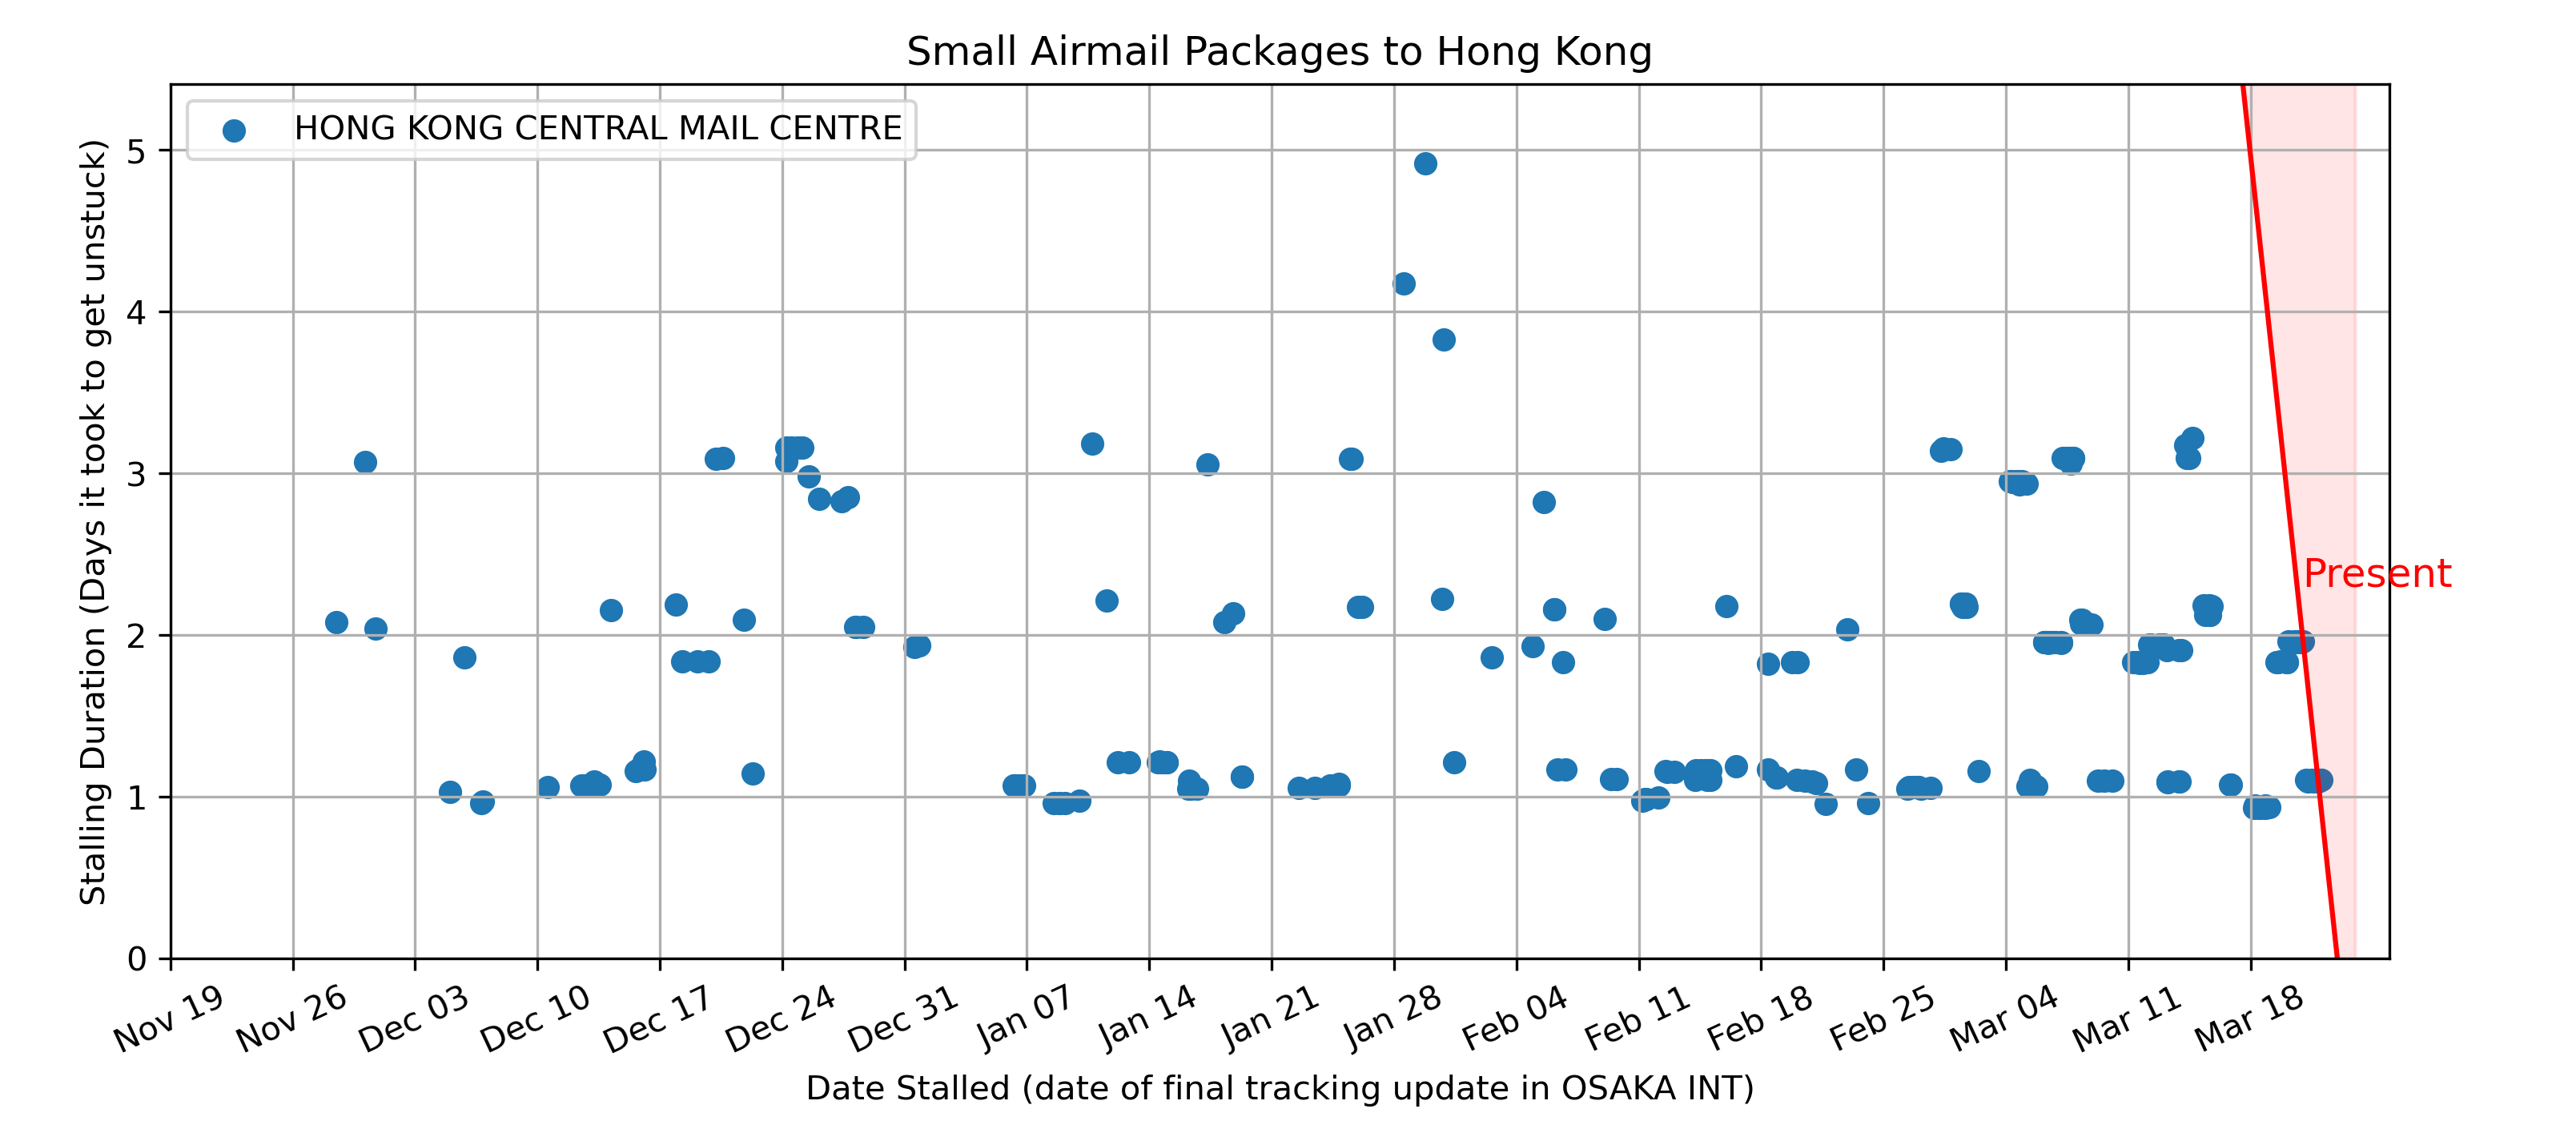 Small Airmail Packages to Hong Kong
HONG KONG CENTRAL MAIL CENTRE
Stalling Duration (Days it took to get unstuck)
5
4
3
2
1
0
Present
Nov 19
Nov 26
Dec 03
Dec 10
Dec 17
Dec 24
Dec 31
Jan 07
Jan 14
Jan 21
Jan 28
Feb 04
Feb 11
Feb 18
Feb 25
Mar 04
Mar 11
Mar 18
Date Stalled (date of final tracking update in OSAKA INT)